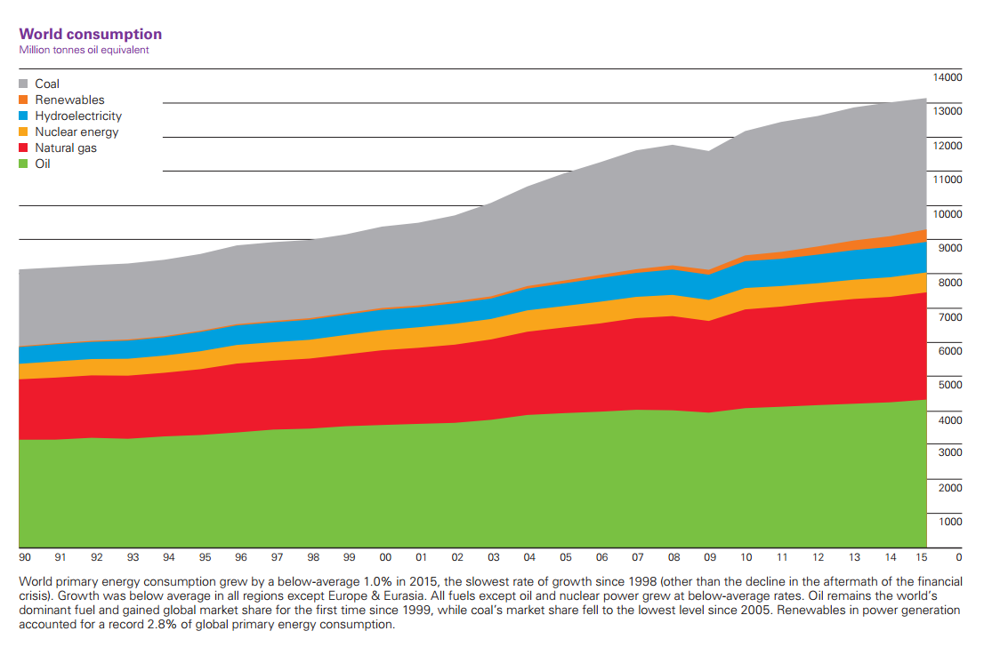 World consumption
Million tonnes oil equivalent
Coal
Renewables
Hydroelectricity
Nuclear energy
Natural gas
Oil
14000
13000
12000
11000
10000
9000
8000
7000
6000
5000
4000
3000
2000
1000
90 91 92 93 94 95 96 97 98 99 00 01 02 03 04 05 06 07 08 09 10 11 12 13 14 15 0
World primary energy consumption grew by a below-average 1.0% in 2015, the slowest rate of growth since 1998 (other than the decline in the aftermath of the financial
crisis). Growth was below average in all regions except Europe & Eurasia. All fuels except oil and nuclear power grew at below-average rates. Oil remains the world's
dominant fuel and gained global market share for the first time since 1999, while coal's market share fell to the lowest level since 2005. Renewables in power generation
accounted for a record 2.8% of global primary energy consumption.